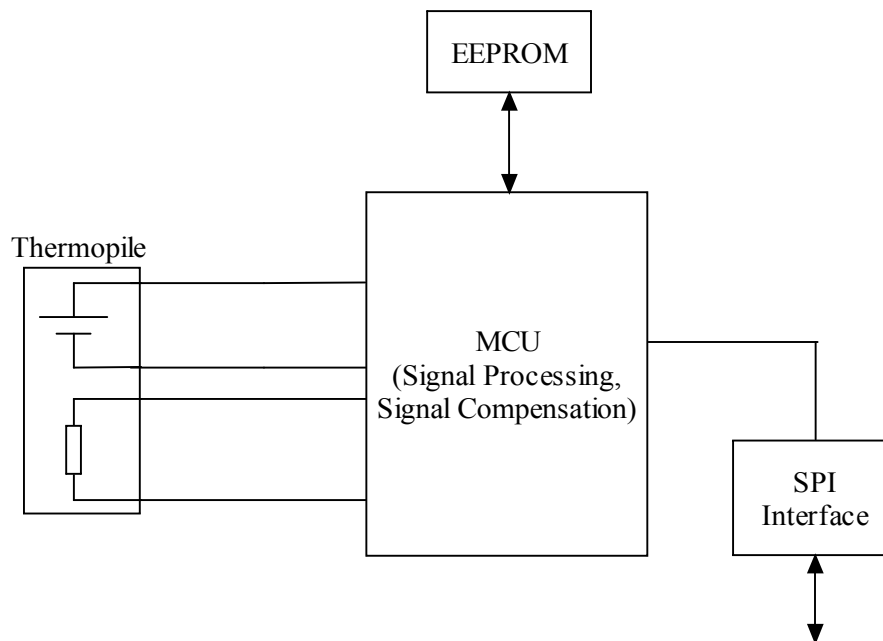 EEPROM
Thermopile
MCU
(Signal Processing,
Signal Compensation)
SPI
Interface